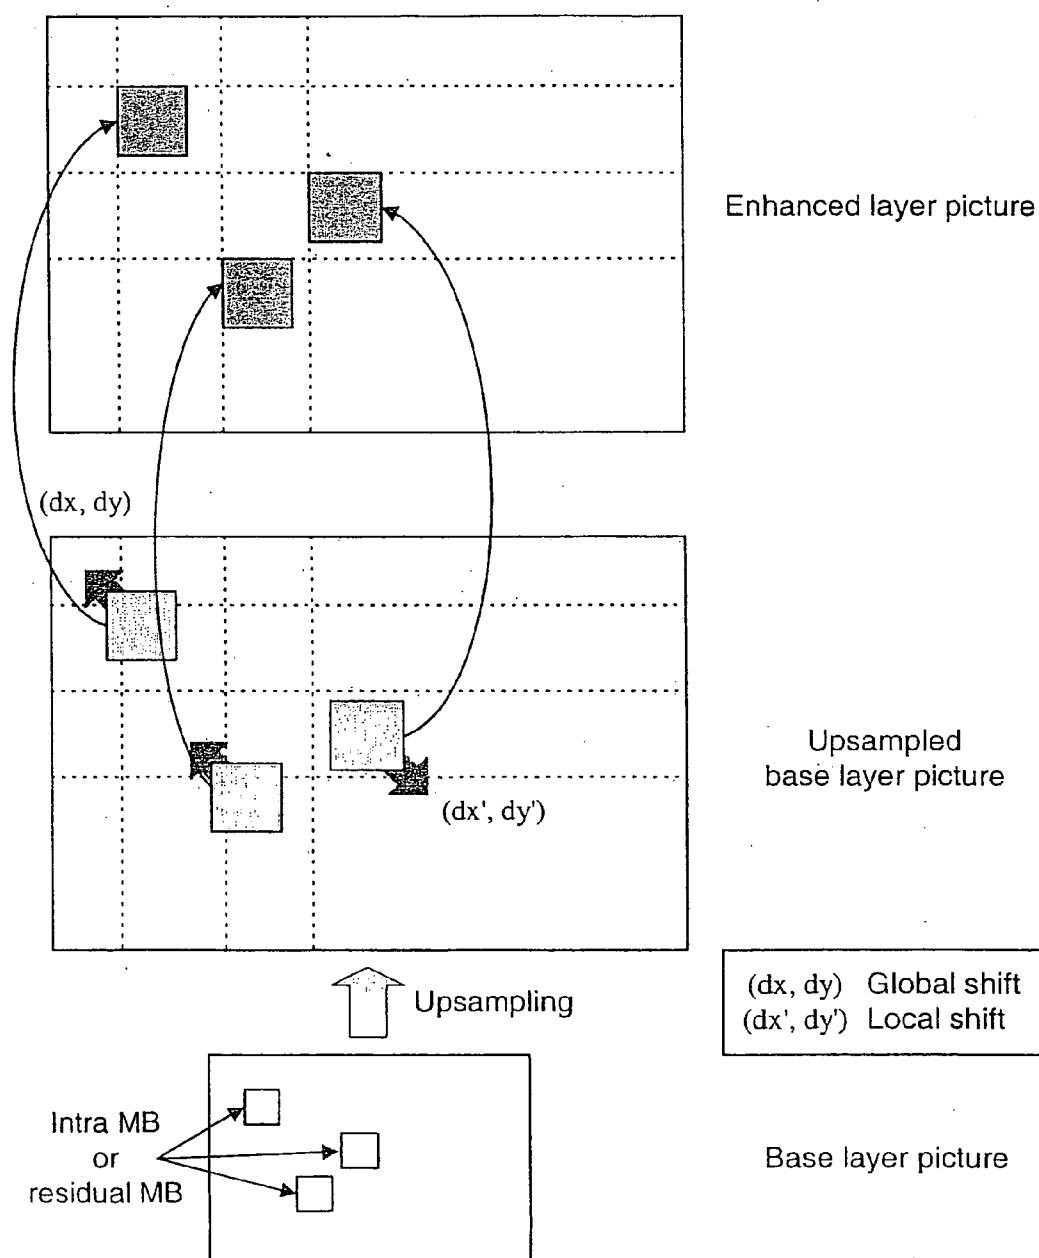 Enhanced layer picture
(dx, dy)
Upsampled
base layer picture
(dx', dy')
Upsampling
(dx, dy) Global shift
(dx', dy') Local shift
Intra MB
or
residual MB
Base layer picture